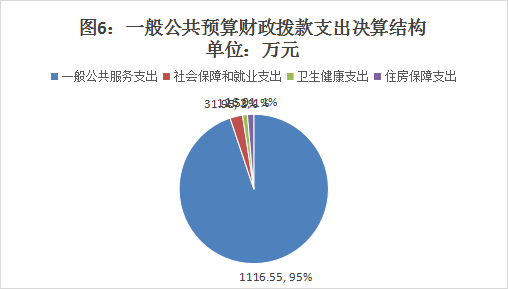 图6：一般公共预算财政拨款支出决算结构
单位：万元
一般公共服务支出 社会保障和就业支出 卫生健康支出 住房保障支出
1116.55, 95%